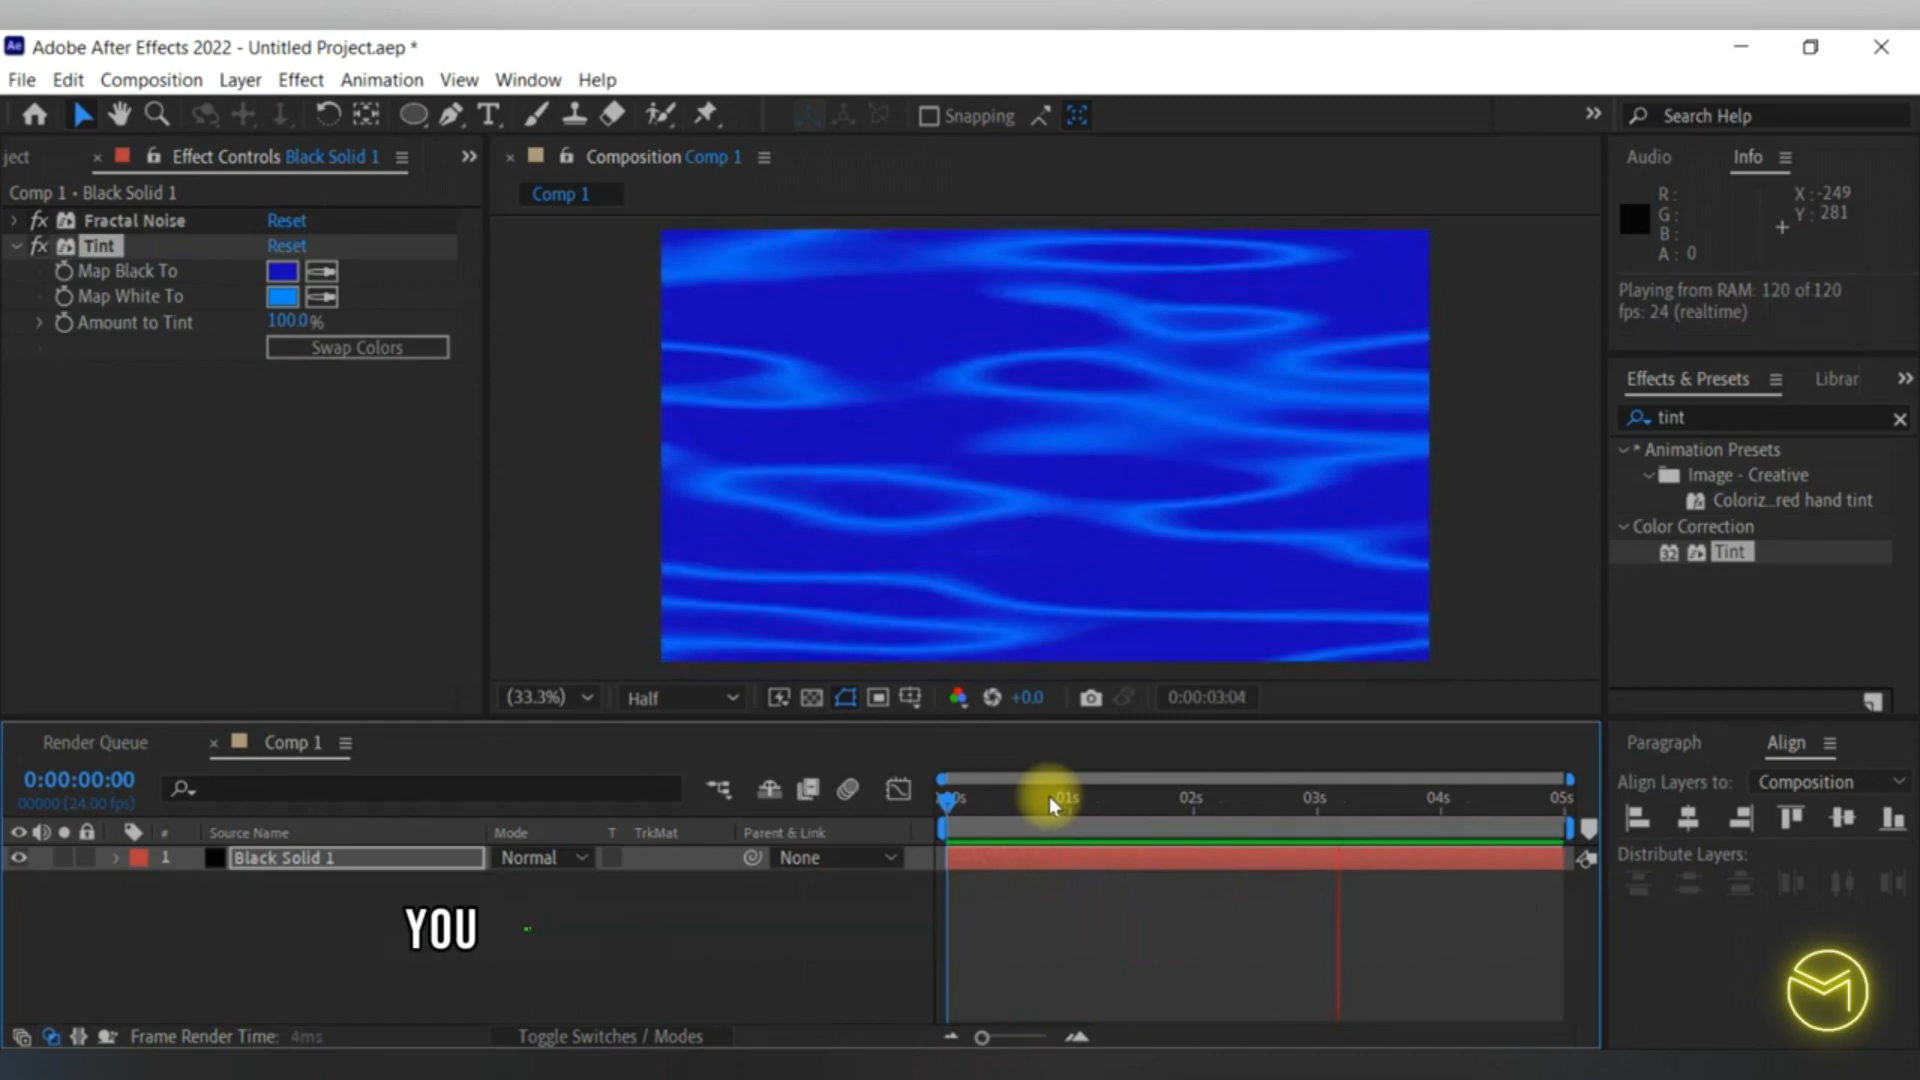 Ae Adobe After Effects 2022 - Untitled Project.aep *
File Edit Composition Layer Effect Animation View Window Help
T Snapping Search Help
ject × Effect Controls Black Solid 1
× Composition Comp 1
Audio Info
Comp 1 • Black Solid 1
Comp 1
R :
G :
B :
A : 0
X : -249
Y : 281
fx Fractal Noise Reset
fx Tint Reset
Map Black To
Map White To
Amount to Tint 100.0 %
Swap Colors
Playing from RAM: 120 of 120
fps: 24 (realtime)
Effects & Presets Librar
tint
* Animation Presets
Image - Creative
Coloriz...red hand tint
Color Correction
32 Tint
(33.3%) Half +0.0 0:00:03:04
Render Queue × Comp 1
Paragraph Align
0:00:00:00
00000 (24.00 fps)
01s 02s 03s 04s 05s
Align Layers to: Composition
# Source Name Mode T TrkMat Parent & Link
1 Black Solid 1 Normal None
Distribute Layers:
YOU
Frame Render Time: 4ms Toggle Switches / Modes